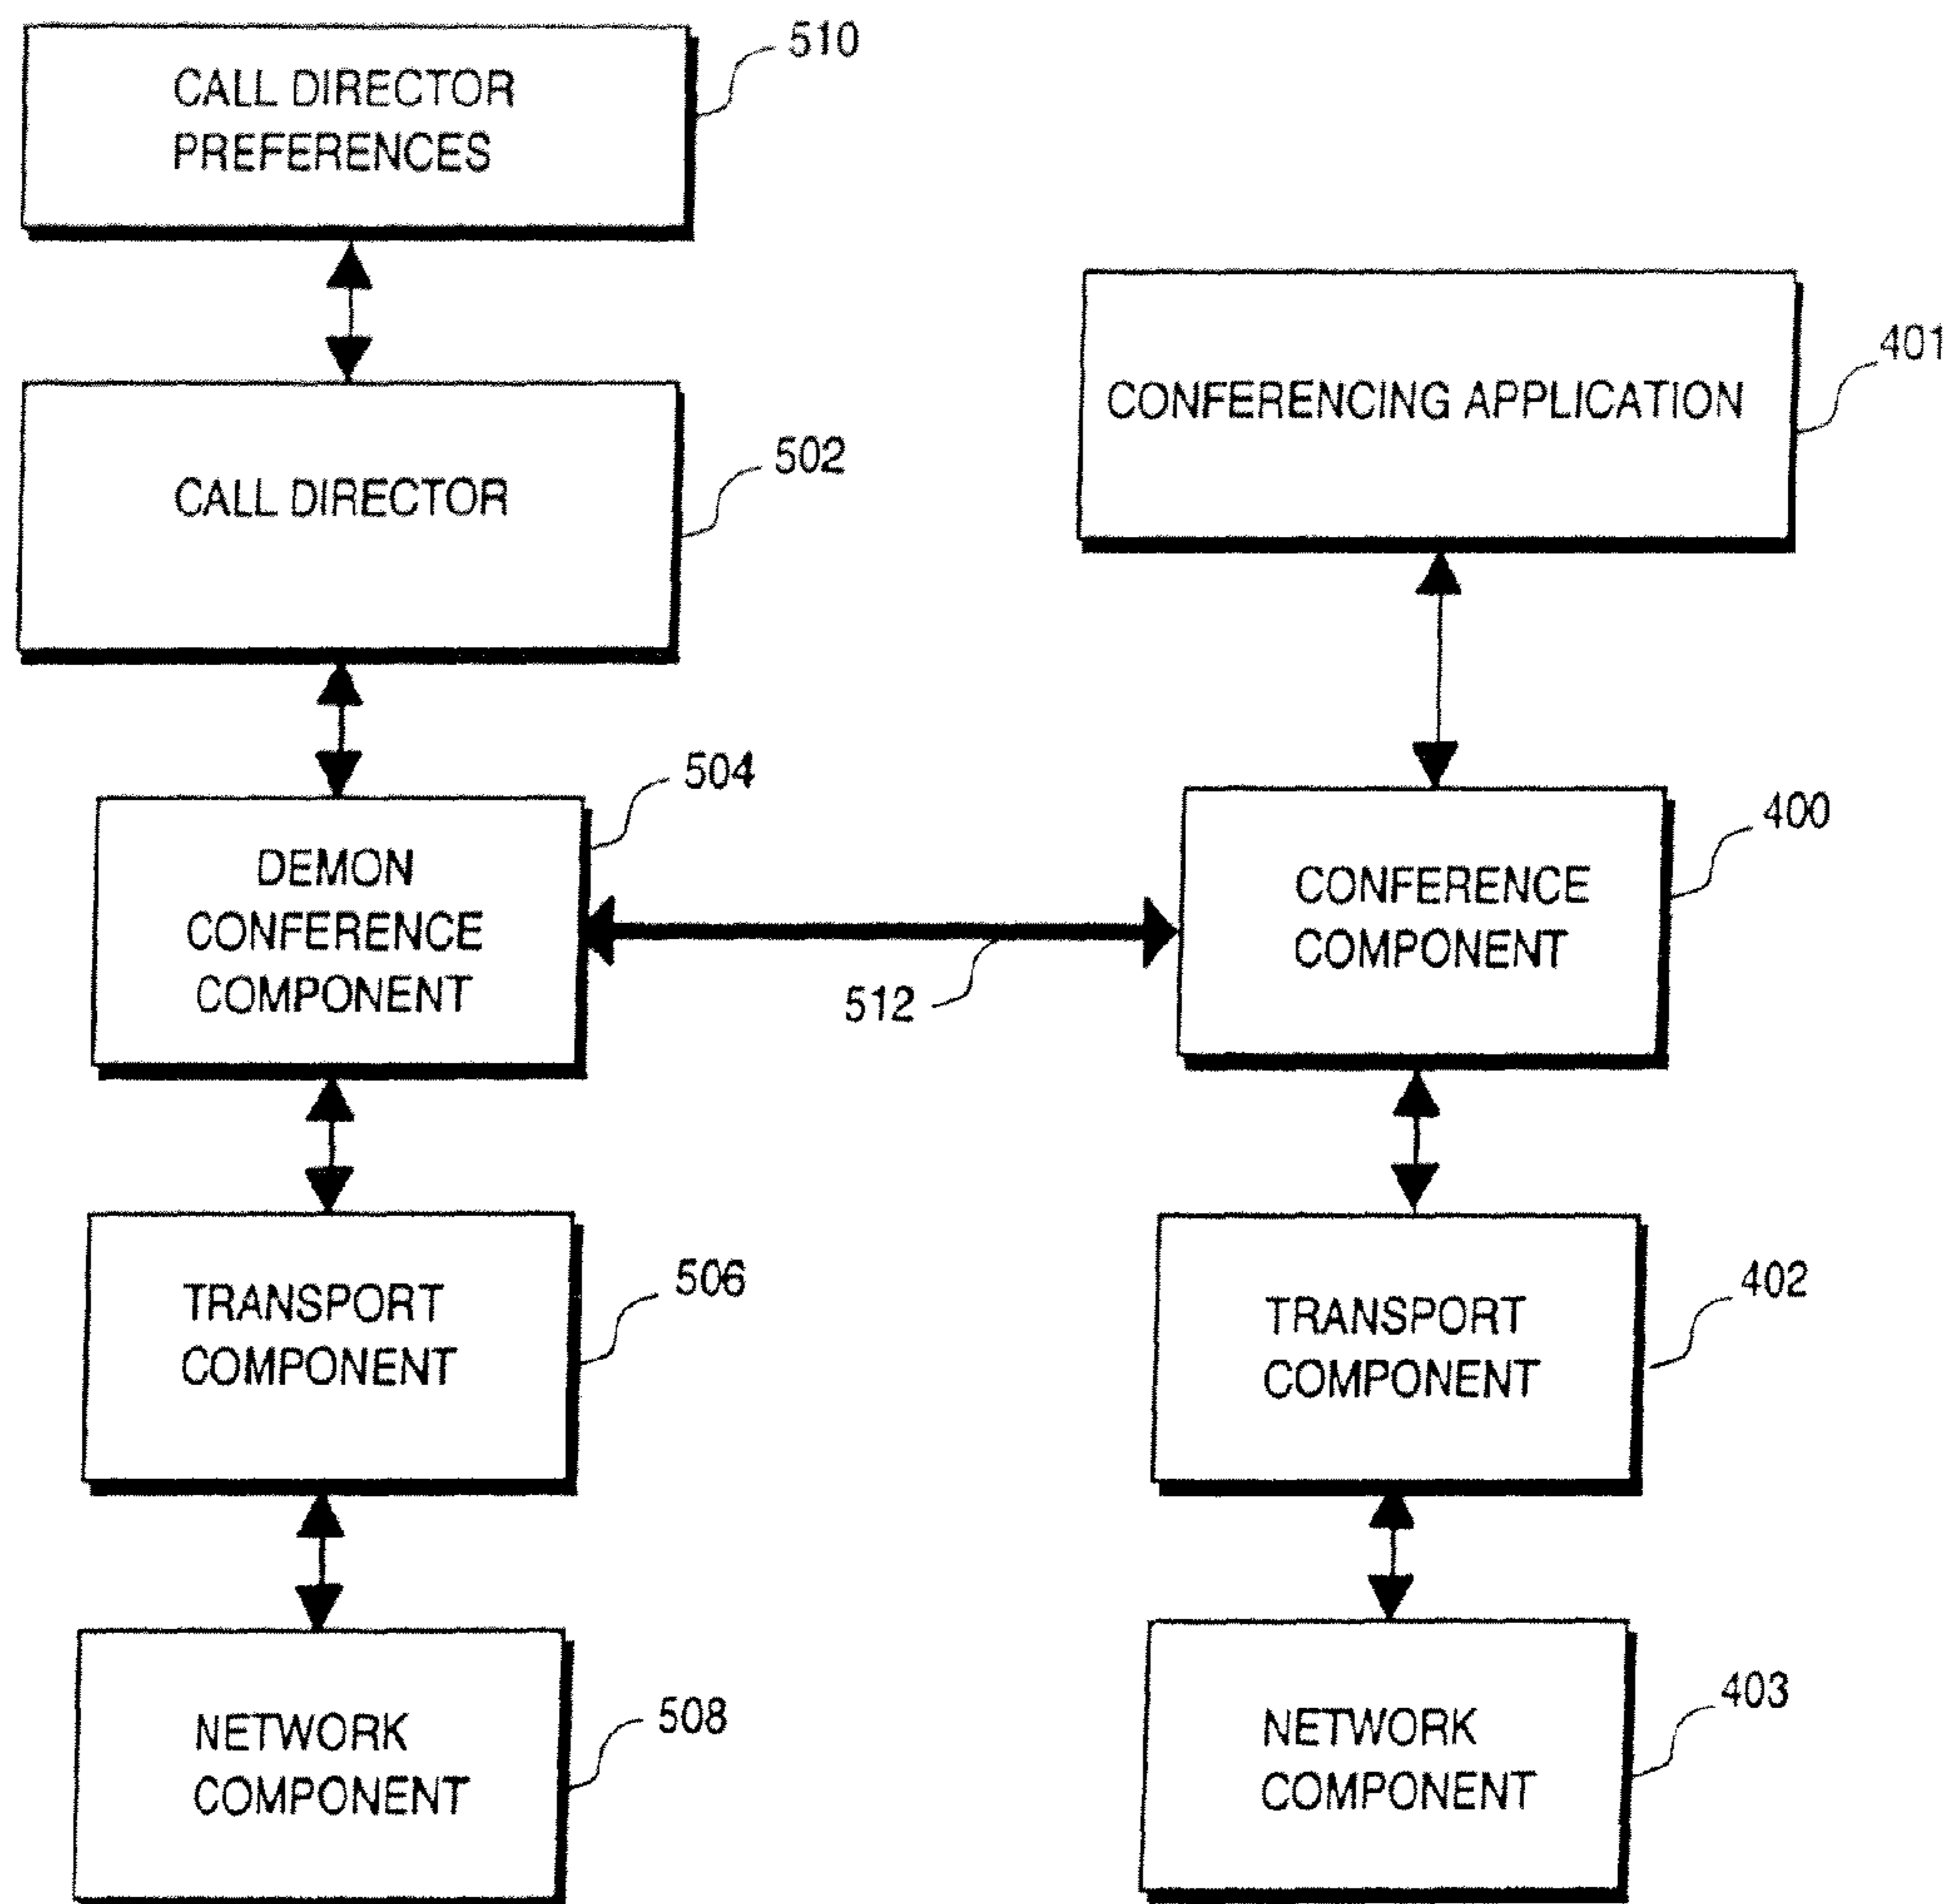 510
CALL DIRECTOR
PREFERENCES
401
CONFERENCING APPLICATION
502
CALL DIRECTOR
504
DEMON
CONFERENCE
COMPONENT
400
CONFERENCE
COMPONENT
512
506
TRANSPORT
COMPONENT
402
TRANSPORT
COMPONENT
508
NETWORK
COMPONENT
403
NETWORK
COMPONENT